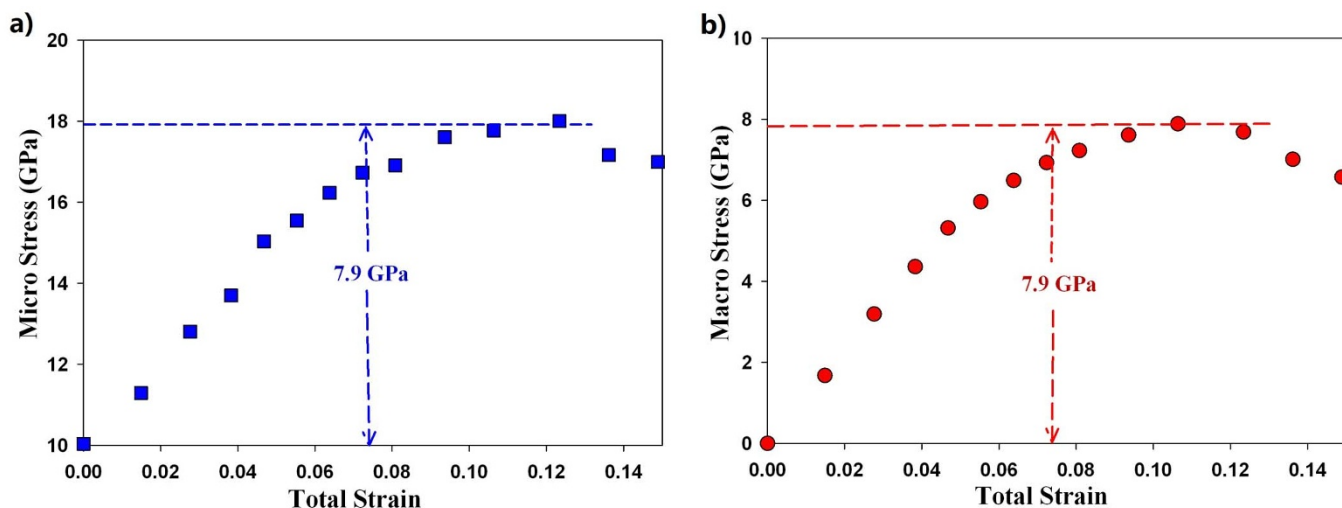 a)
20
18
16
14
12
10
Micro Stress (GPa)
7.9 GPa
0.00 0.02 0.04 0.06 0.08 0.10 0.12 0.14
Total Strain
b)
10
8
6
4
2
0
Macro Stress (GPa)
7.9 GPa
0.00 0.02 0.04 0.06 0.08 0.10 0.12 0.14
Total Strain